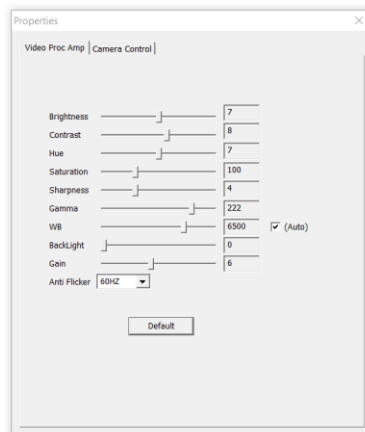 Properties
Video Proc Amp Camera Control
Brightness 7
Contrast 8
Hue 7
Saturation 100
Sharpness 4
Gamma 222
WB 6500 (Auto)
BackLight 0
Gain 6
Anti Flicker 60HZ
Default